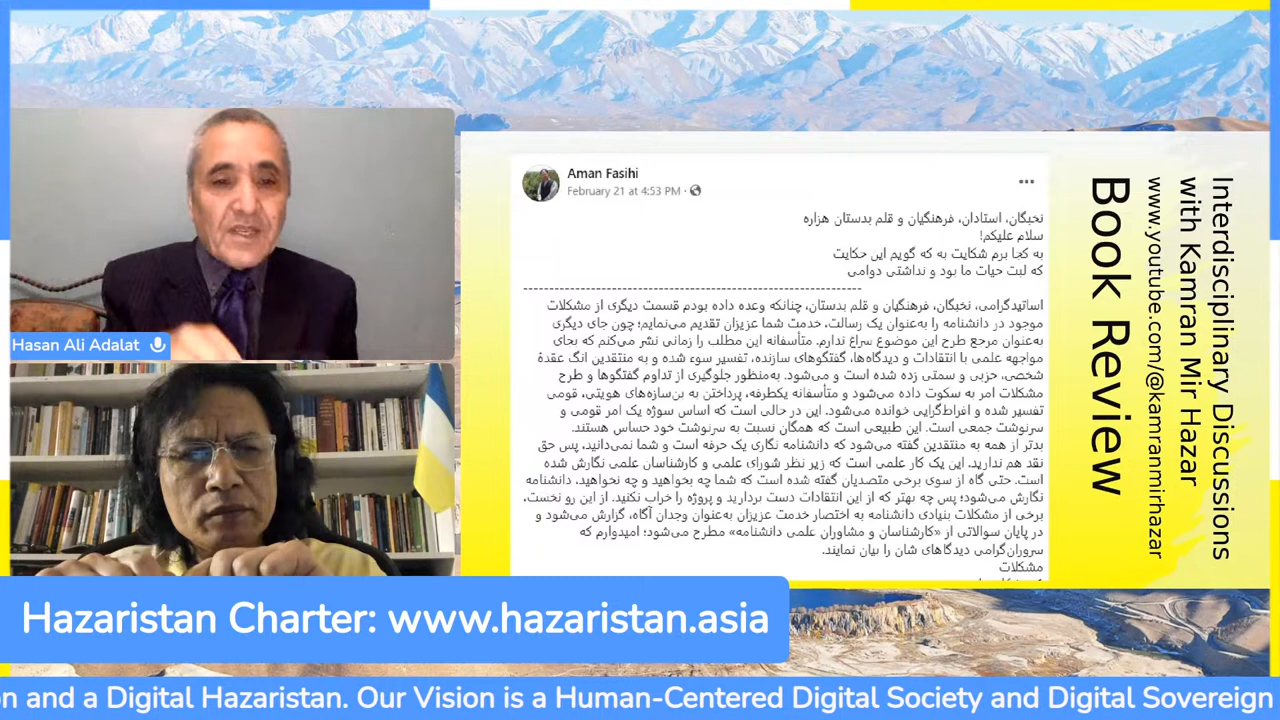 Hasan Ali Adalat
Aman Fasihi
February 21 at 4:53 PM ·
نخبگان، استادان، فرهنگیان و قلم بدستان هزاره
سلام علیکم!
به کجا برم شکایت به که گویم این حکایت
که لبت حیات ما بود و نداشتی دوامی
-----------------------------------------------------------------
اساتیدگرامی، نخبگان، فرهنگیان و قلم بدستان، چنانکه وعده داده بودم قسمت دیگری از مشکلات
موجود در دانشنامه را به‌عنوان یک رسالت، خدمت شما عزیزان تقدیم می‌نمایم؛ چون جای دیگری
به‌عنوان مرجع طرح این موضوع سراغ ندارم. متأسفانه این مطلب را زمانی نشر می‌کنم که بجای
مواجهه علمی با انتقادات و دیدگاه‌ها، گفتگوهای سازنده، تفسیر سوء شده و به منتقدین انگ عقدهٔ
شخصی، حزبی و سمتی زده شده است و می‌شود. به‌منظور جلوگیری از تداوم گفتگوها و طرح
مشکلات امر به سکوت داده می‌شود و متأسفانه یکطرفه، پرداختن به بن‌سازه‌های هویتی، قومی
تفسیر شده و افراط‌گرایی خوانده می‌شود. این در حالی است که اساس سوژه یک امر قومی و
سرنوشت جمعی است. این طبیعی است که همگان نسبت به سرنوشت خود حساس هستند.
بدتر از همه به منتقدین گفته می‌شود که دانشنامه نگاری یک حرفه است و شما نمی‌دانید، پس حق
نقد هم ندارید. این یک کار علمی است که زیر نظر شورای علمی و کارشناسان علمی نگارش شده
است. حتی گاه از سوی برخی متصدیان گفته شده است که شما چه بخواهید و چه نخواهید، دانشنامه
نگارش می‌شود؛ پس چه بهتر که از این انتقادات دست بردارید و پروژه را خراب نکنید. از این رو نخست،
برخی از مشکلات بنیادی دانشنامه به اختصار خدمت عزیزان به‌عنوان وجدان آگاه، گزارش می‌شود و
در پایان سوالاتی از «کارشناسان و مشاوران علمی دانشنامه» مطرح می‌شود؛ امیدوارم که
سروران‌گرامی دیدگاهای شان را بیان نمایند.
مشکلات
Interdisciplinary Discussions
with Kamran Mir Hazar
www.youtube.com/@kamranmirhazar
Book Review
Hazaristan Charter: www.hazaristan.asia
on and a Digital Hazaristan. Our Vision is a Human-Centered Digital Society and Digital Sovereign